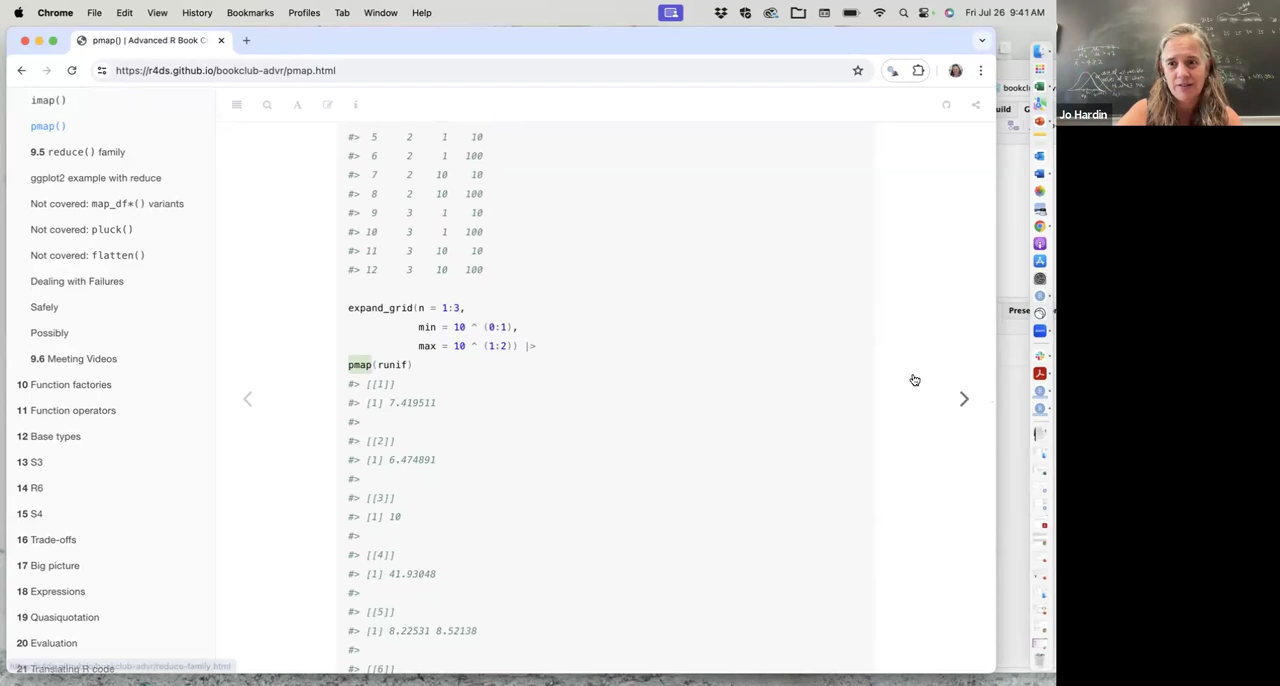 Chrome File Edit View History Bookmarks Profiles Tab Window Help Fri Jul 26 9:41 AM
pmap() | Advanced R Book C
https://r4ds.github.io/bookclub-advr/pmap.html
Jo Hardin
imap()
pmap()
9.5 reduce() family
ggplot2 example with reduce
Not covered: map_df*() variants
Not covered: pluck()
Not covered: flatten()
Dealing with Failures
Safely
Possibly
9.6 Meeting Videos
10 Function factories
11 Function operators
12 Base types
13 S3
14 R6
15 S4
16 Trade-offs
17 Big picture
18 Expressions
19 Quasiquotation
20 Evaluation
21 Translating R code
#> 5 2 1 10
#> 6 2 1 100
#> 7 2 10 10
#> 8 2 10 100
#> 9 3 1 10
#> 10 3 1 100
#> 11 3 10 10
#> 12 3 10 100
expand_grid(n = 1:3,
min = 10 ^ (0:1),
max = 10 ^ (1:2)) |>
pmap(runif)
#> [[1]]
#> [1] 7.419511
#>
#> [[2]]
#> [1] 6.474891
#>
#> [[3]]
#> [1] 10
#>
#> [[4]]
#> [1] 41.93048
#>
#> [[5]]
#> [1] 8.22531 8.52138
#>
#> [[6]]
bookclu
uild
Prese